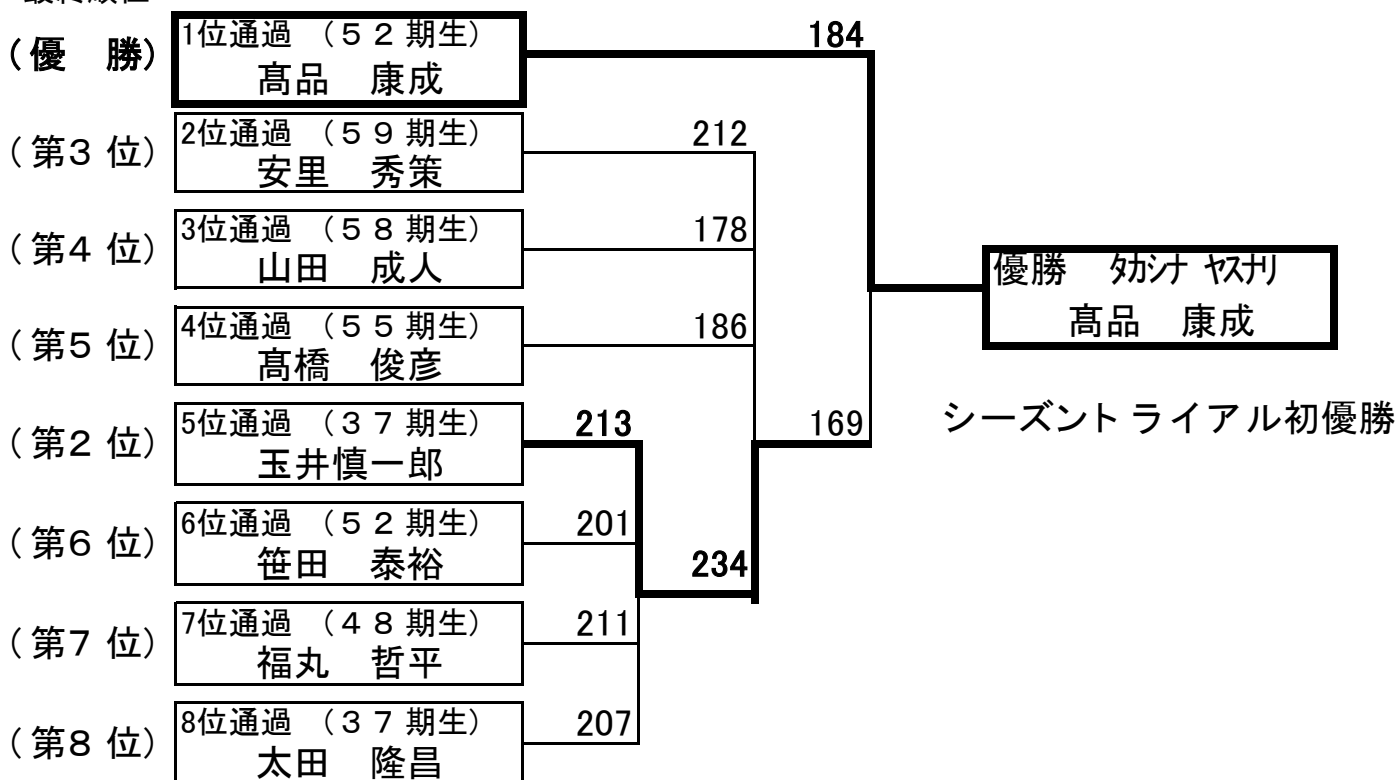 最終順位
(優　勝)
1位通過　(５２期生)
髙品　康成
184
(第3 位)
2位通過　(５９期生)
安里　秀策
212
(第4 位)
3位通過　(５８期生)
山田　成人
178
(第5 位)
4位通過　(５５期生)
髙橋　俊彦
186
(第2 位)
5位通過　(３７期生)
玉井慎一郎
213
(第6 位)
6位通過　(５２期生)
笹田　泰裕
201
234
(第7 位)
7位通過　(４８期生)
福丸　哲平
211
(第8 位)
8位通過　(３７期生)
太田　隆昌
207
169
優勝　ﾀｶｼﾅ ﾔｽﾅﾘ
髙品　康成
シーズントライアル初優勝